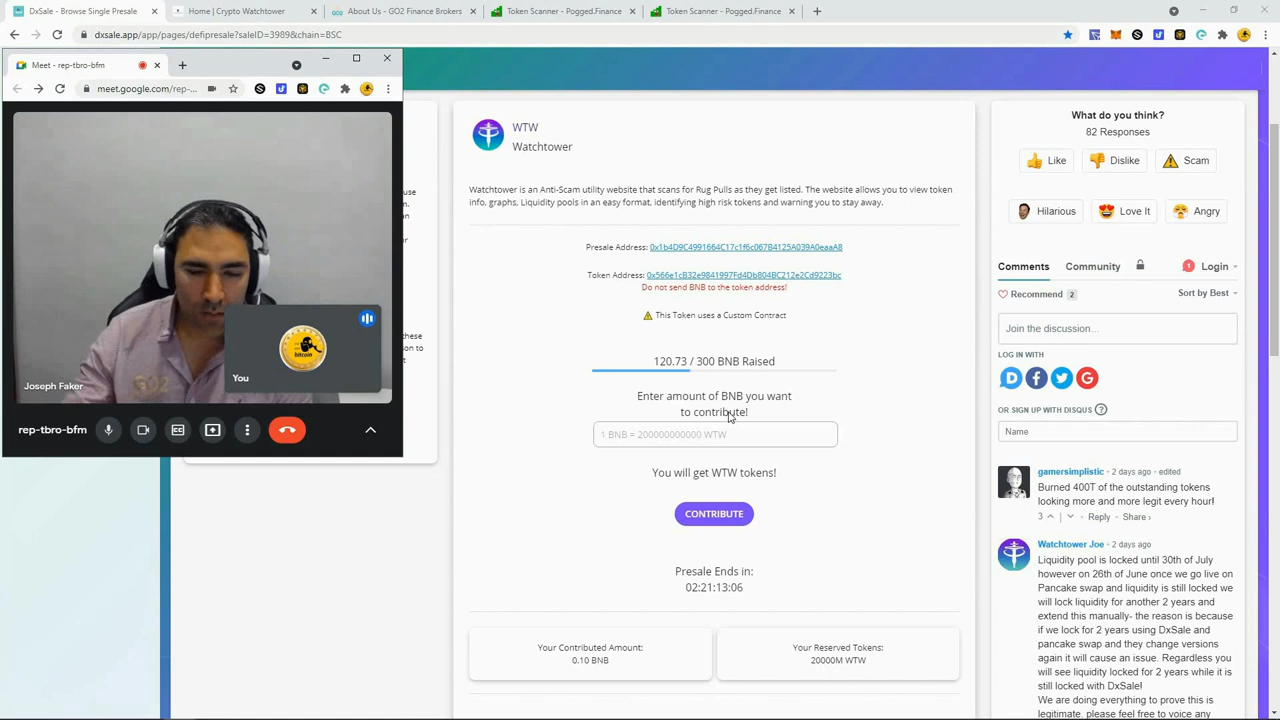 DxSale - Browse Single Presale
Home | Crypto Watchtower
About Us - GO2 Finance Brokers
Token Scanner - Pogged.Finance
Token Scanner - Pogged.Finance
dxsale.app/app/pages/defipresale?saleID=3989&chain=BSC
Meet - rep-tbro-bfm
meet.google.com/rep-...
Joseph Faker
GO2
bitcoin
You
rep-tbro-bfm
use
n.
an
or
these
son to
t
WTW
Watchtower
Watchtower is an Anti-Scam utility website that scans for Rug Pulls as they get listed. The website allows you to view token
info, graphs, Liquidity pools in an easy format, identifying high risk tokens and warning you to stay away.
Presale Address: 0x1b4D9C4991664C17c1f6c067B4125A039A0eaaA8
Token Address: 0x566e1cB32e9841997Fd4Db804BC212e2Cd9223bc
Do not send BNB to the token address!
This Token uses a Custom Contract
120.73 / 300 BNB Raised
Enter amount of BNB you want
to contribute!
1 BNB = 200000000000 WTW
You will get WTW tokens!
CONTRIBUTE
Presale Ends in:
02:21:13:06
Your Contributed Amount:
0.10 BNB
Your Reserved Tokens:
20000M WTW
What do you think?
82 Responses
Like
Dislike
Scam
Hilarious
Love It
Angry
Comments
Community
1
Login
Recommend 2
Sort by Best
Join the discussion...
LOG IN WITH
OR SIGN UP WITH DISQUS ?
Name
gamersimplistic • 2 days ago • edited
Burned 400T of the outstanding tokens
looking more and more legit every hour!
3 Reply • Share ›
Watchtower Joe • 2 days ago
Liquidity pool is locked until 30th of July
however on 26th of June once we go live on
Pancake swap and liquidity is still locked we
will lock liquidity for another 2 years and
extend this manually- the reason is because
if we lock for 2 years using DxSale and
pancake swap and they change versions
again it will cause an issue. Regardless you
will see liquidity locked for 2 years while it is
still locked with DxSale!
We are doing everything to prove this is
legitimate, please feel free to voice any